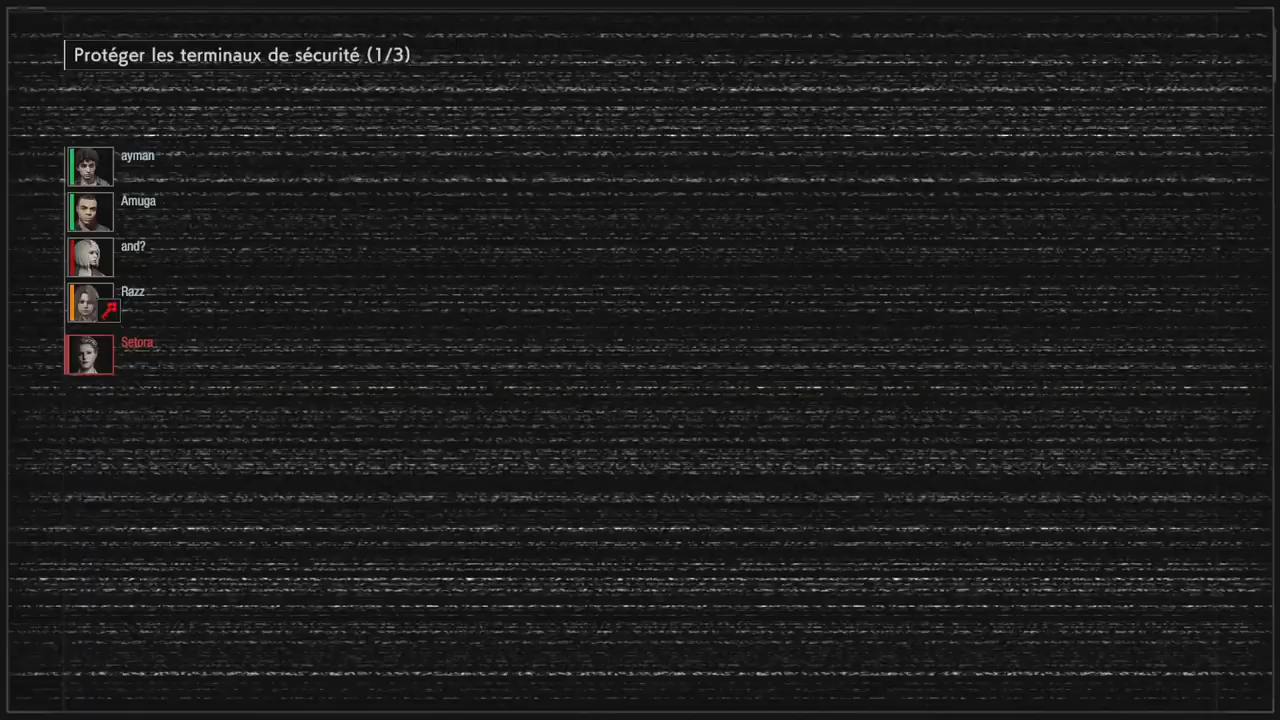 Protéger les terminaux de sécurité (1/3)
ayman
Amuga
and?
Razz
Setora